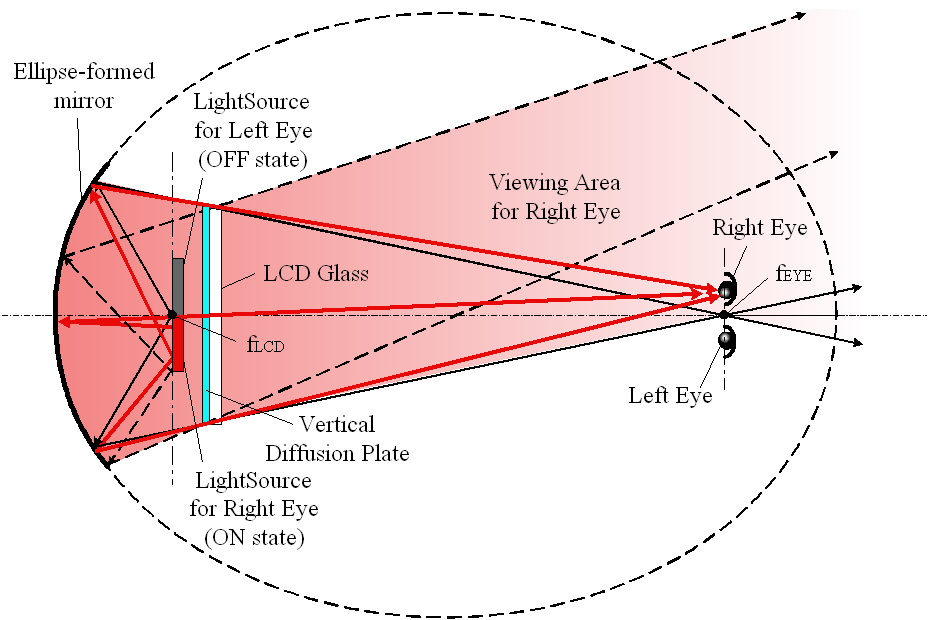 Ellipse-formed
mirror
LightSource
for Left Eye
(OFF state)
Viewing Area
for Right Eye
Right Eye
LCD Glass
fEYE
fLCD
Left Eye
Vertical
Diffusion Plate
LightSource
for Right Eye
(ON state)